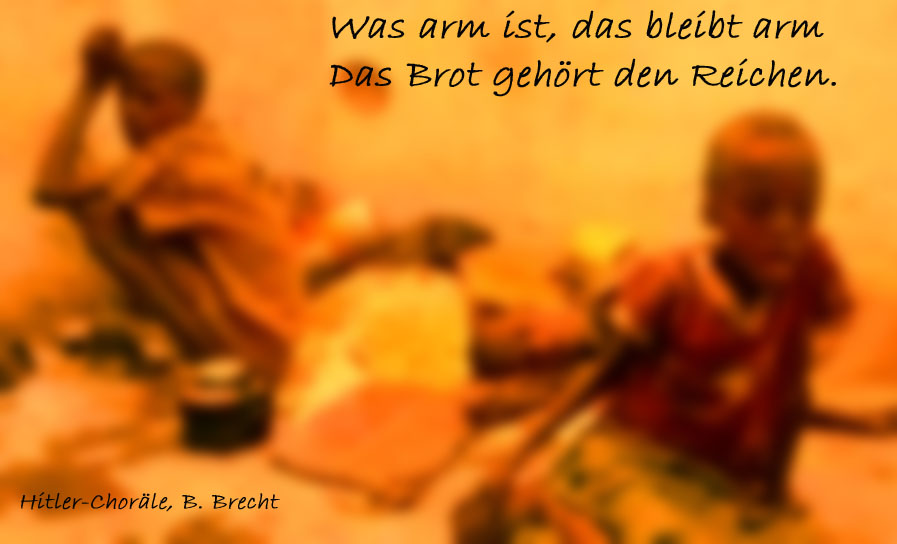 Was arm ist, das bleibt arm
Das Brot gehört den Reichen.
Hitler-Choräle, B. Brecht